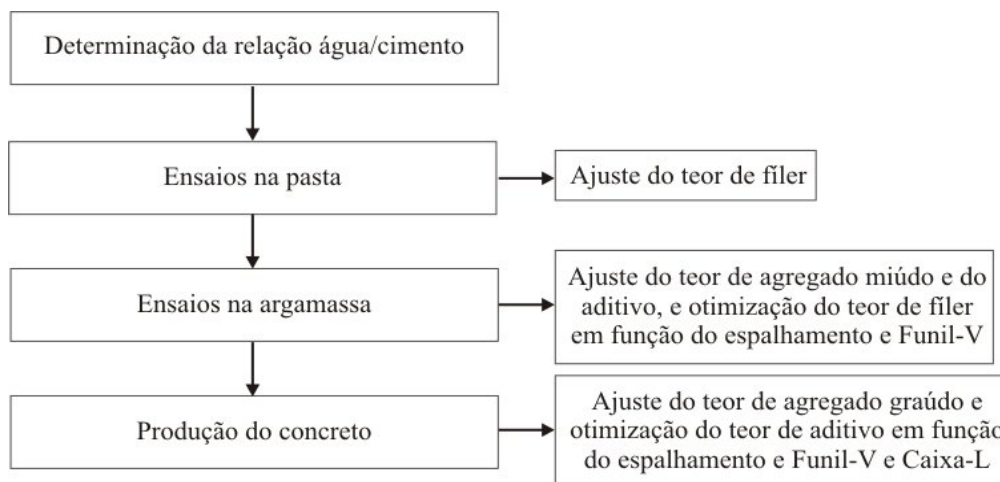 Determinação da relação água/cimento
Ensaios na pasta
Ajuste do teor de fíler
Ensaios na argamassa
Ajuste do teor de agregado miúdo e do
aditivo, e otimização do teor de fíler
em função do espalhamento e Funil-V
Produção do concreto
Ajuste do teor de agregado graúdo e
otimização do teor de aditivo em função
do espalhamento e Funil-V e Caixa-L